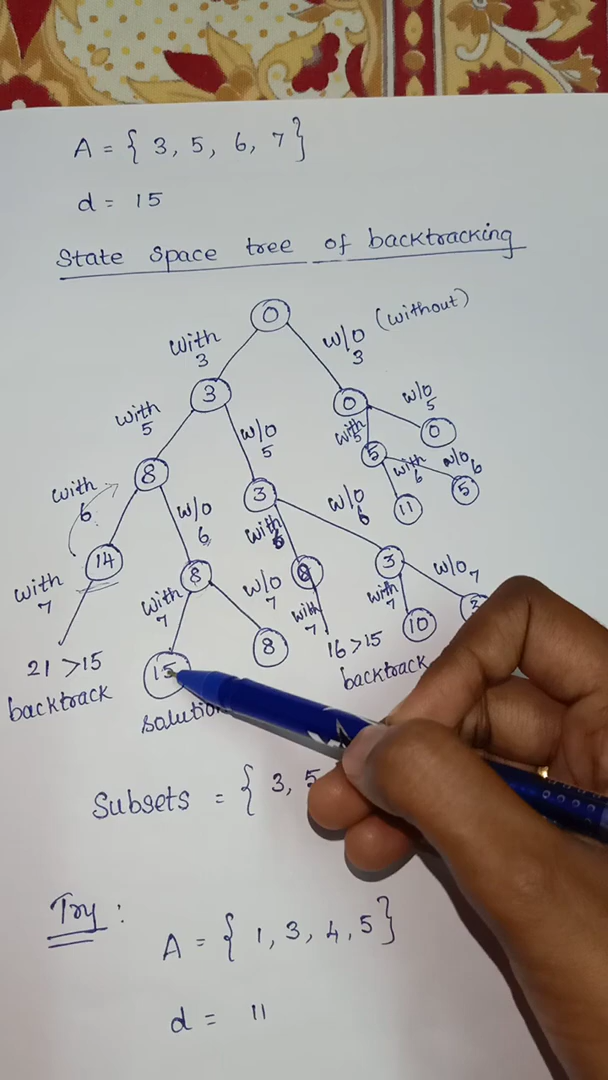 A = { 3, 5, 6, 7 }
d = 15
State space tree of backtracking
0
with 3
w/o 3 (without)
3
0
with 5
w/o 5
with 5
w/o 5
8
3
5
0
with 6
w/o 6
with 6
w/o 6
with 6
w/o 6
14
8
3
11
5
with 7
with 7
w/o 7
with 7
with 7
w/o 7
21 > 15
backtrack
15
solution
8
16 > 15
backtrack
10
Subsets = { 3, 5
Try :
A = { 1, 3, 4, 5 }
d = 11